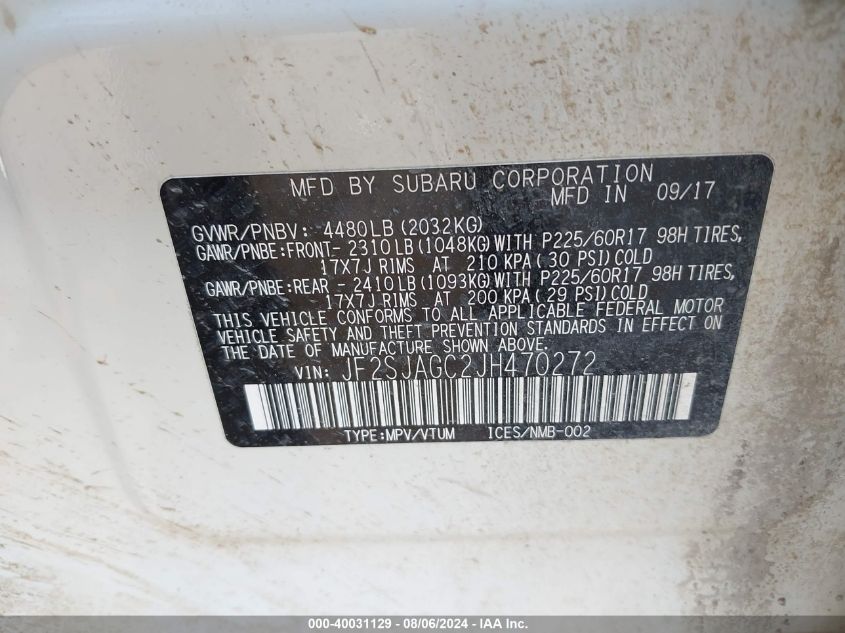 MFD BY SUBARU CORPORATION
MFD IN 09/17
GVWR/PNBV: 4480LB (2032KG)
GAWR/PNBE:FRONT- 2310LB (1048KG) WITH P225/60R17 98H TIRES,
17X7J RIMS AT 210 KPA ( 30 PSI) COLD
GAWR/PNBE:REAR - 2410LB (1093KG) WITH P225/60R17 98H TIRES,
17X7J RIMS AT 200 KPA ( 29 PSI) COLD
THIS VEHICLE CONFORMS TO ALL APPLICABLE FEDERAL MOTOR
VEHICLE SAFETY AND THEFT PREVENTION STANDARDS IN EFFECT ON
THE DATE OF MANUFACTURE SHOWN ABOVE.
VIN: JF2SJAGC2JH470272
TYPE:MPV/VTUM ICES/NMB-002
000-40031129 - 08/06/2024 - IAAI.COM